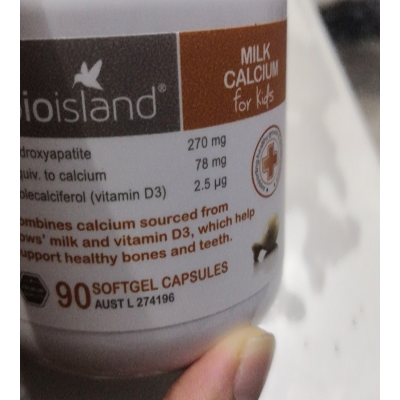 bioisland®
MILK
CALCIUM
for kids
droxyapatite 270 mg
quiv. to calcium 78 mg
olecalciferol (vitamin D3) 2.5 µg
ombines calcium sourced from
ows' milk and vitamin D3, which help
upport healthy bones and teeth.
90 SOFTGEL CAPSULES
AUST L 274196